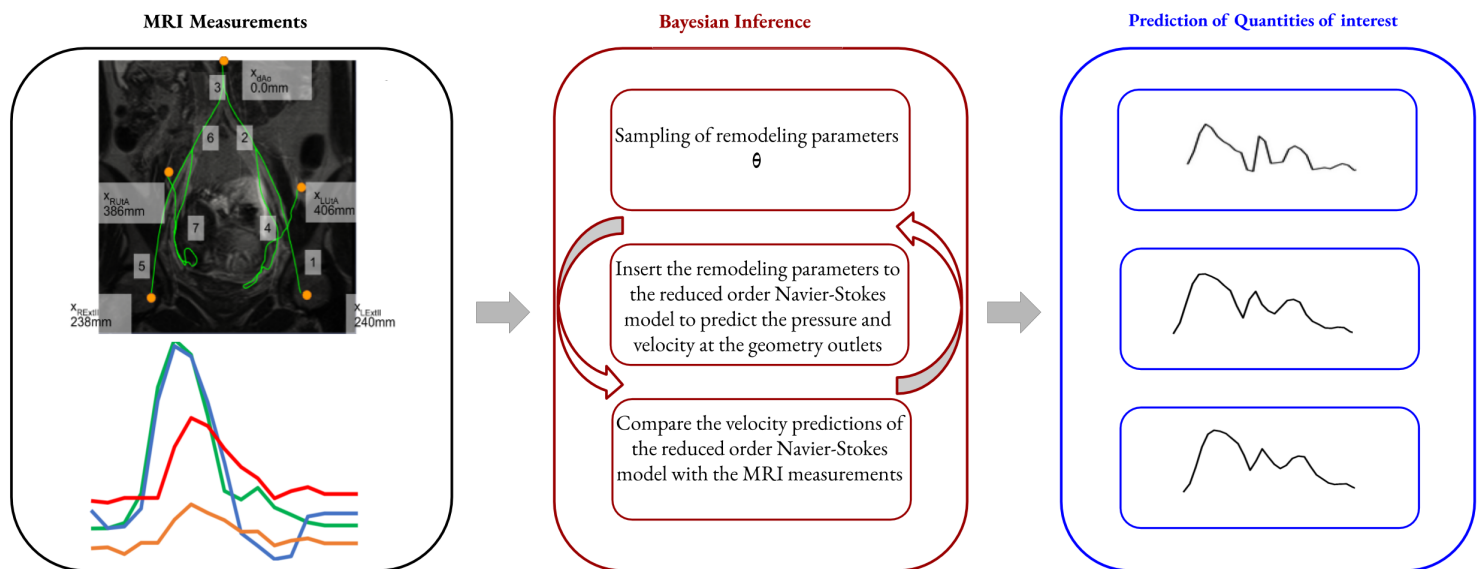 MRI Measurements
X_dAo
0.0mm
3
6
2
X_RUtA
386mm
X_LUtA
406mm
7
4
5
1
X_RExtIl
238mm
X_LExtIl
240mm
Bayesian Inference
Sampling of remodeling parameters
θ
Insert the remodeling parameters to
the reduced order Navier-Stokes
model to predict the pressure and
velocity at the geometry outlets
Compare the velocity predictions of
the reduced order Navier-Stokes
model with the MRI measurements
Prediction of Quantities of interest